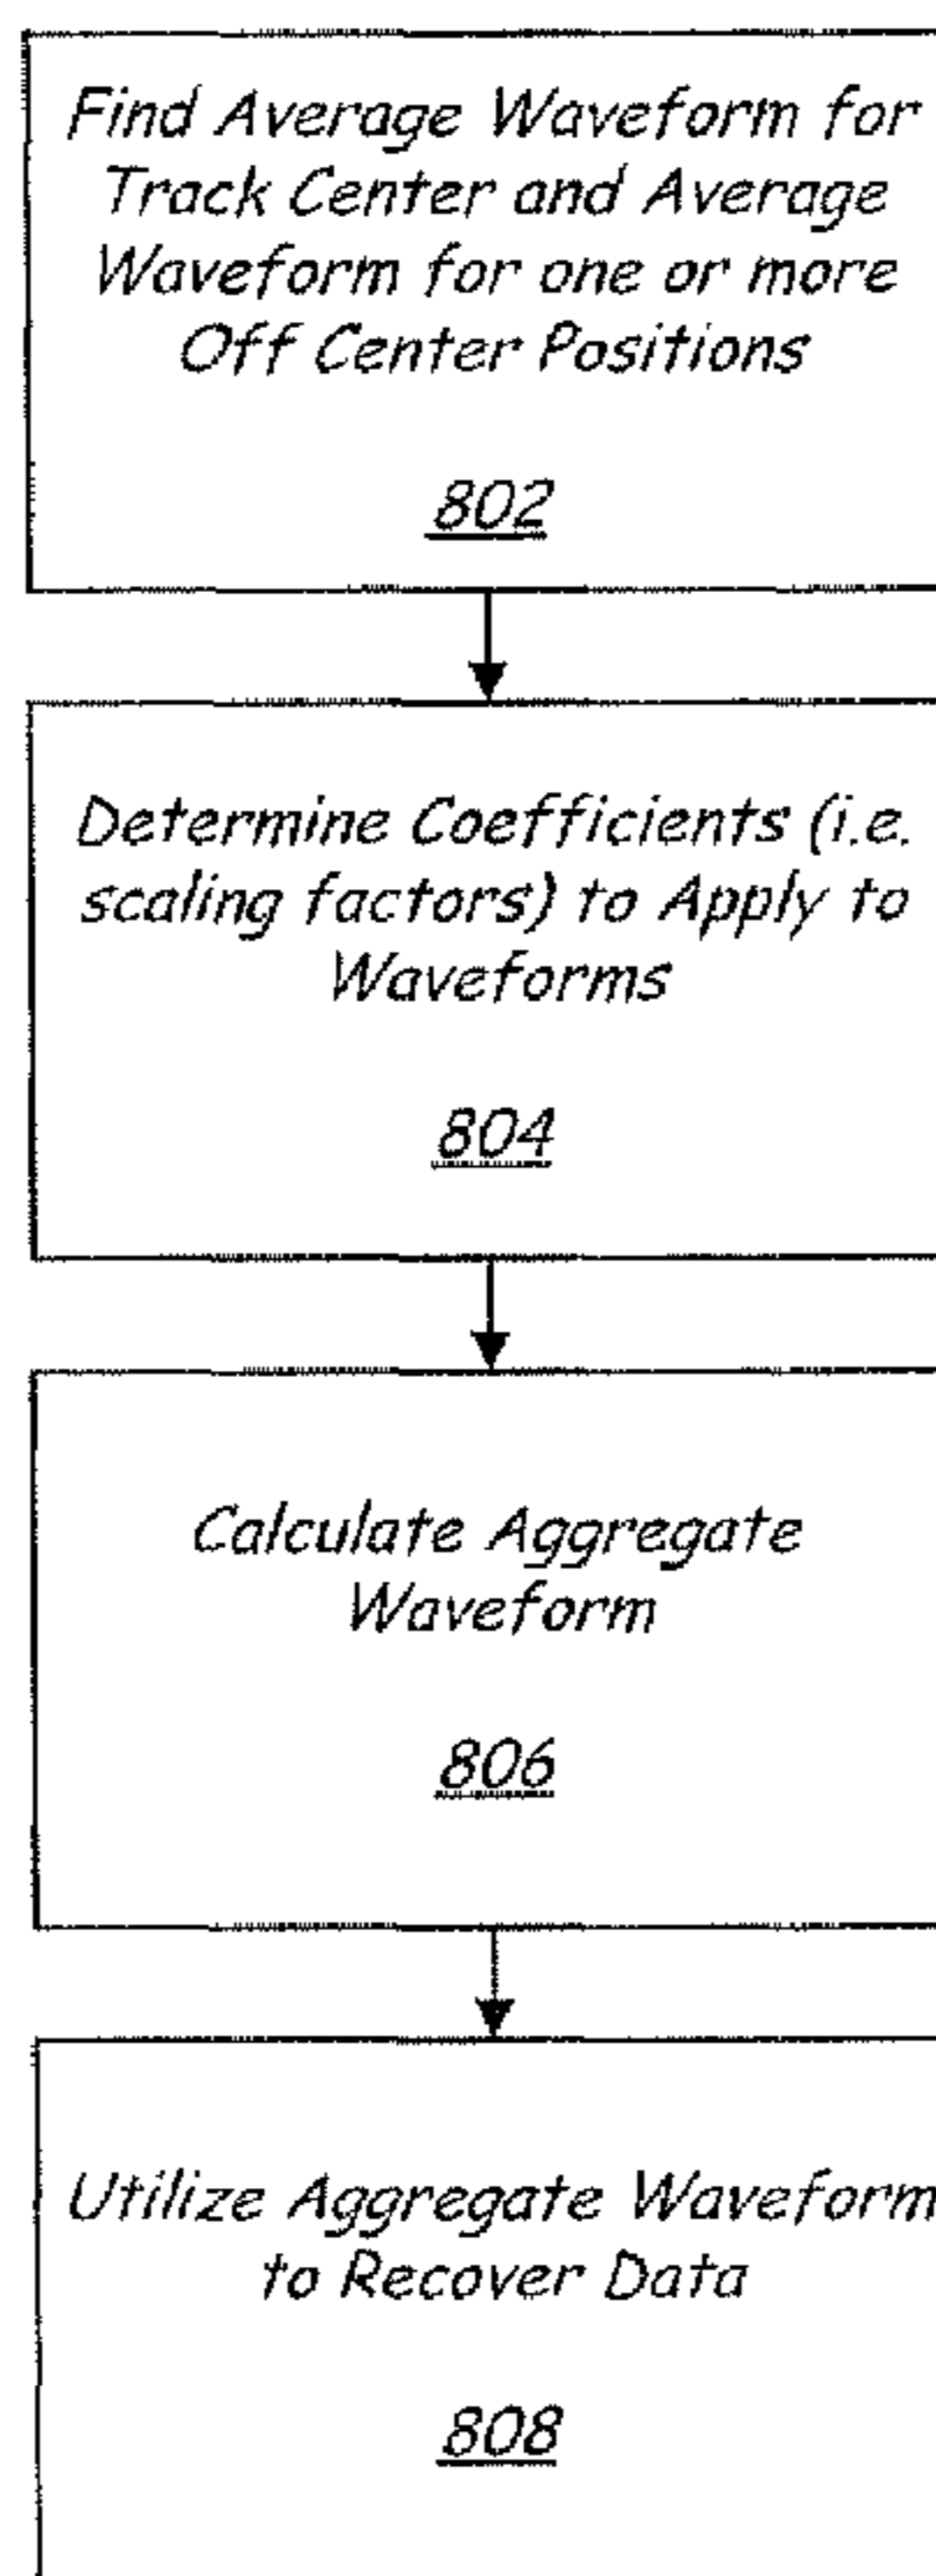 Find Average Waveform for
Track Center and Average
Waveform for one or more
Off Center Positions
802
Determine Coefficients (i.e.
scaling factors) to Apply to
Waveforms
804
Calculate Aggregate
Waveform
806
Utilize Aggregate Waveform
to Recover Data
808